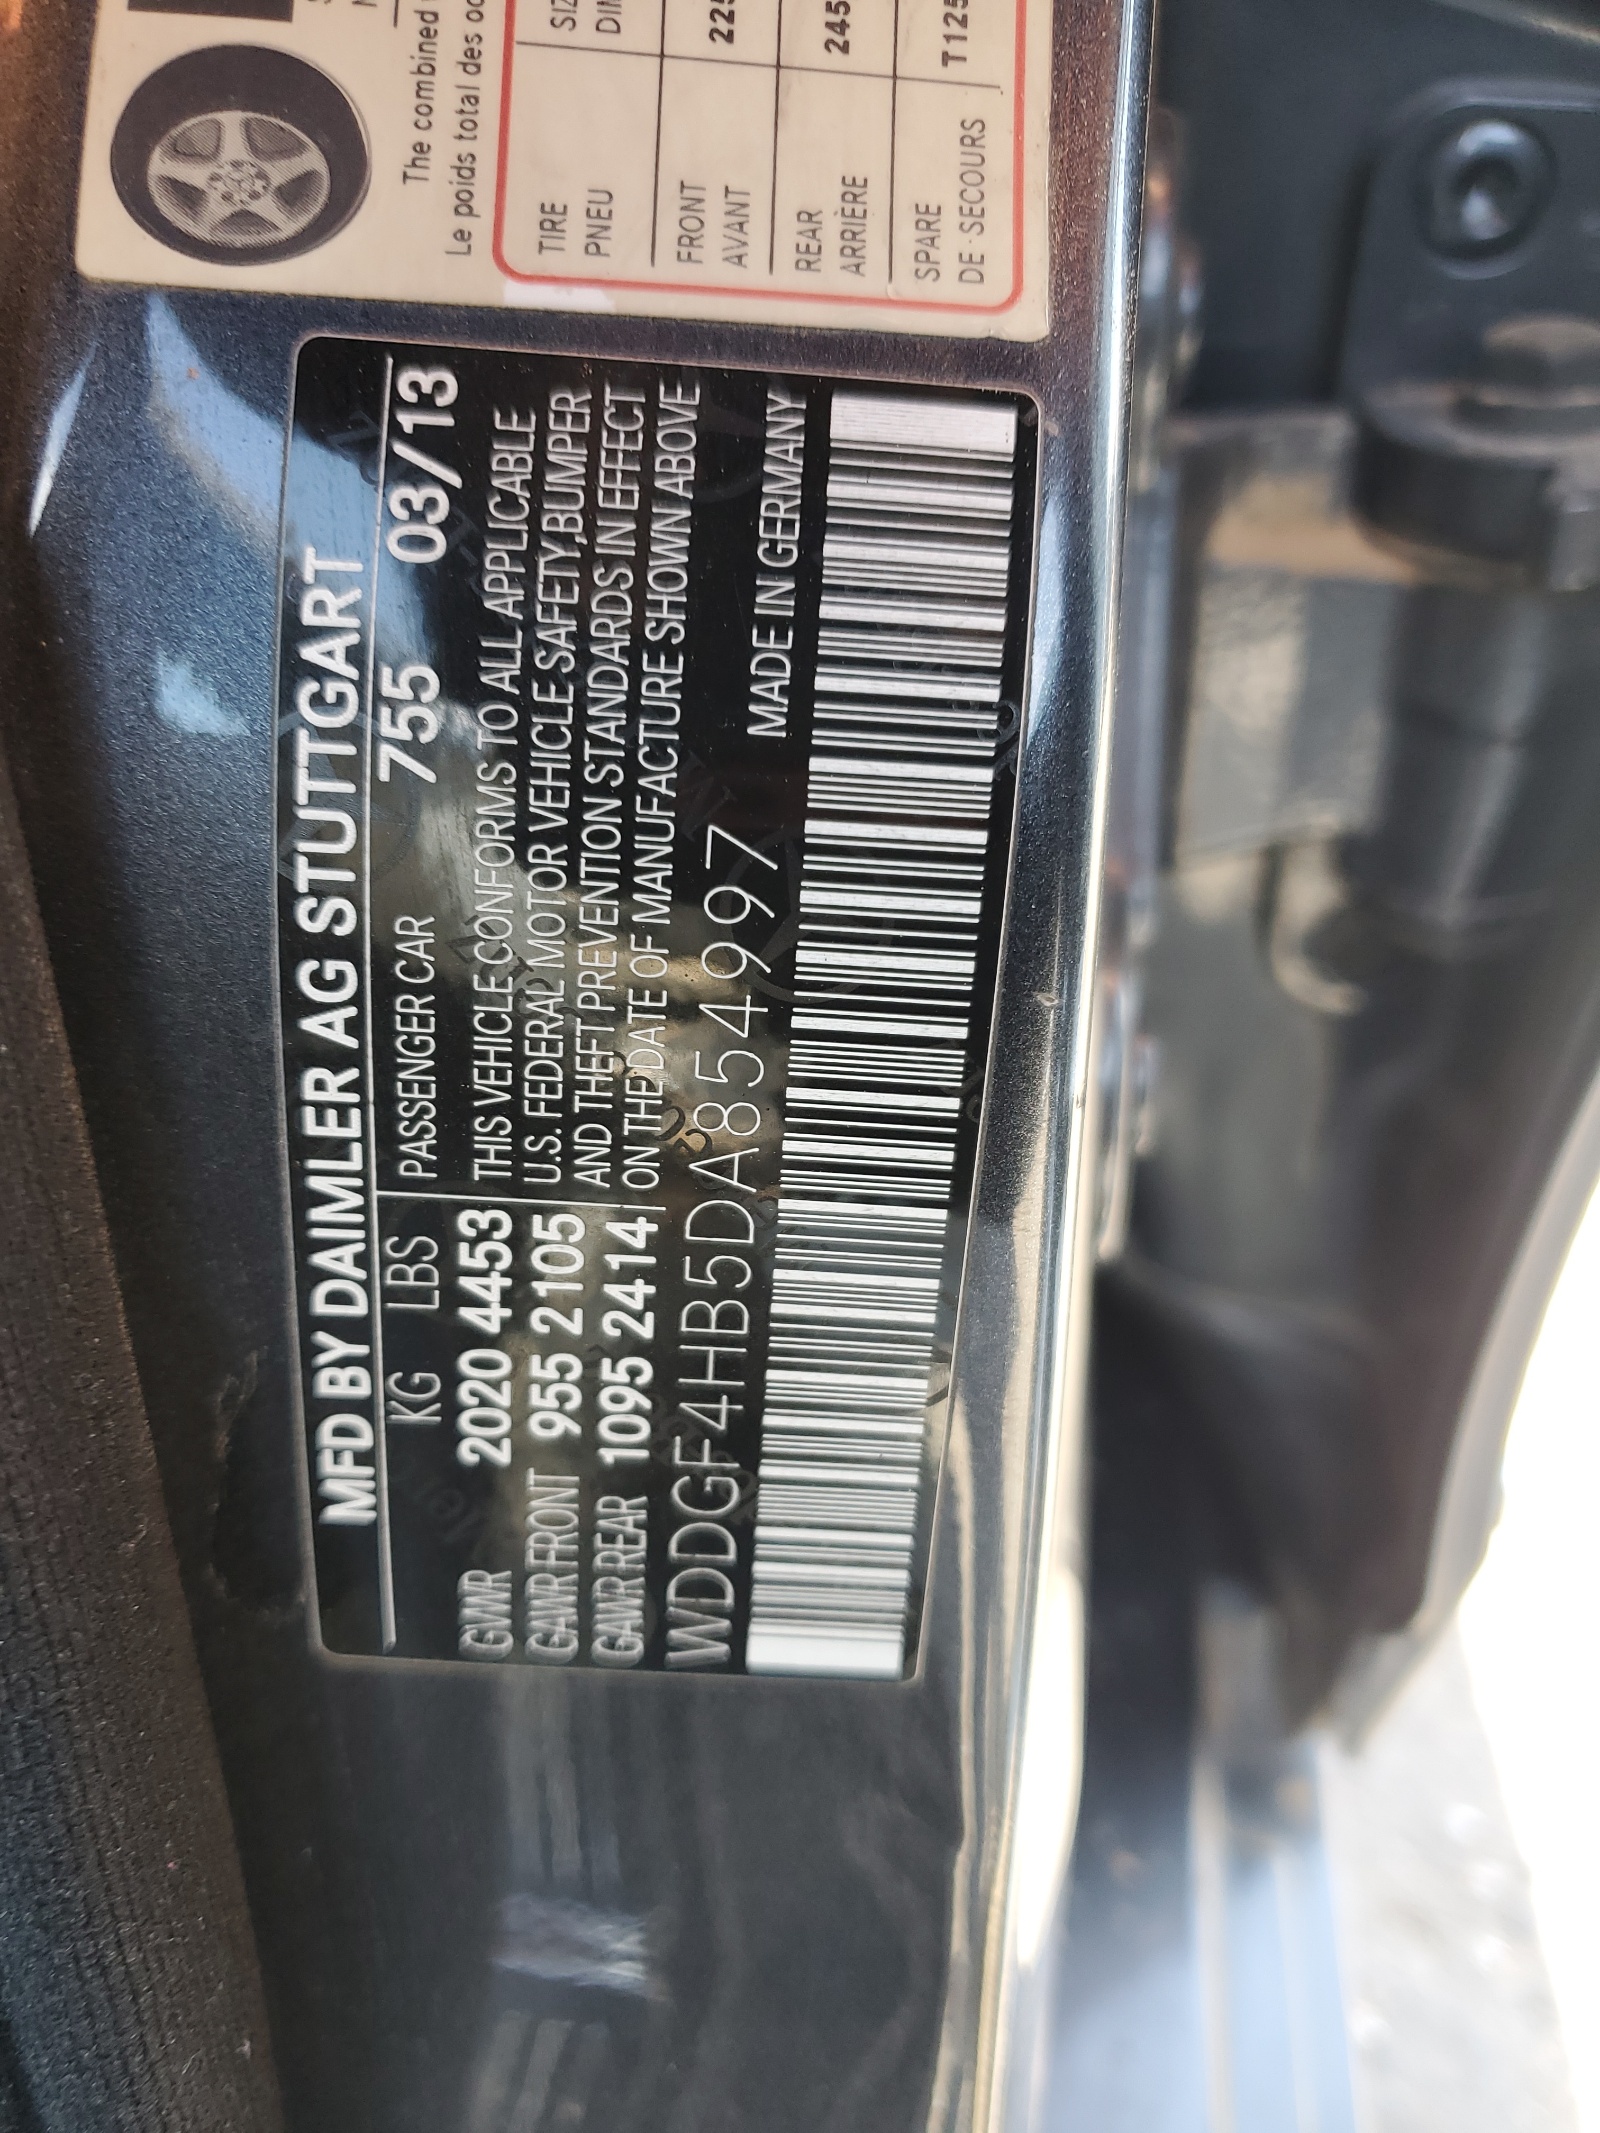 MFD BY DAIMLER AG STUTTGART
KG LBS PASSENGER CAR 755 03/13
GVWR 2020 4453 THIS VEHICLE CONFORMS TO ALL APPLICABLE
GAWR FRONT 955 2105 U.S. FEDERAL MOTOR VEHICLE SAFETY,BUMPER
GAWR REAR 1095 2414 AND THEFT PREVENTION STANDARDS IN EFFECT
ON THE DATE OF MANUFACTURE SHOWN ABOVE
WDDGF4HB5DA854997 MADE IN GERMANY
The combined
Le poids total des
TIRE
PNEU
FRONT 225
AVANT
REAR 245
ARRIÈRE
SPARE T125
DE SECOURS